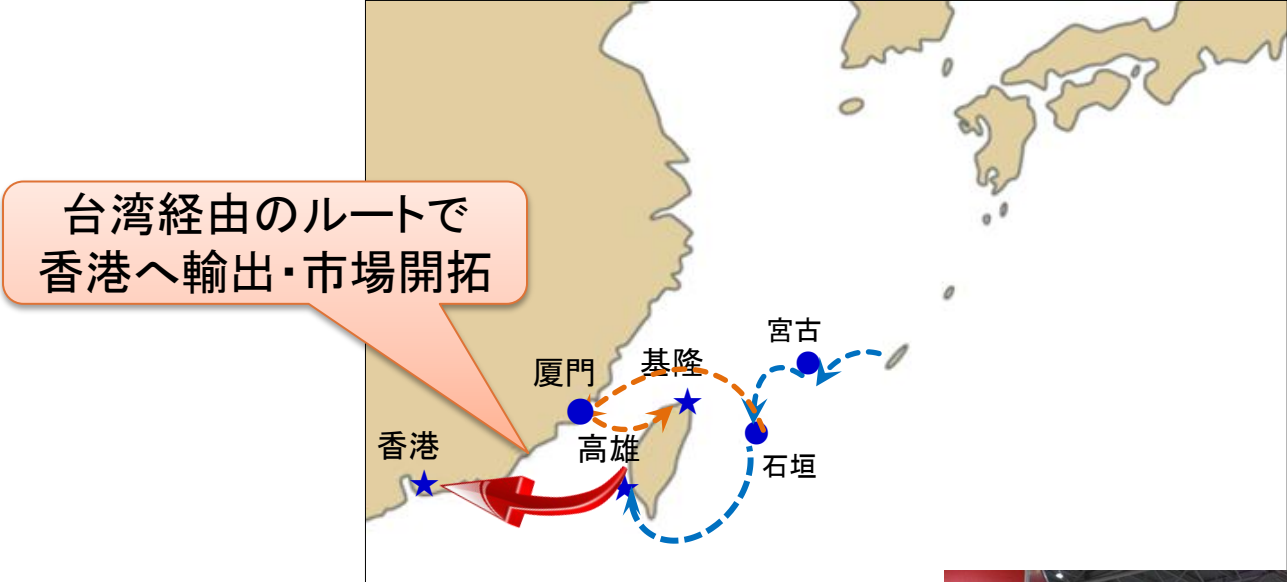 台湾経由のルートで
香港へ輸出・市場開拓
宮古
基隆
厦門
香港
高雄
石垣